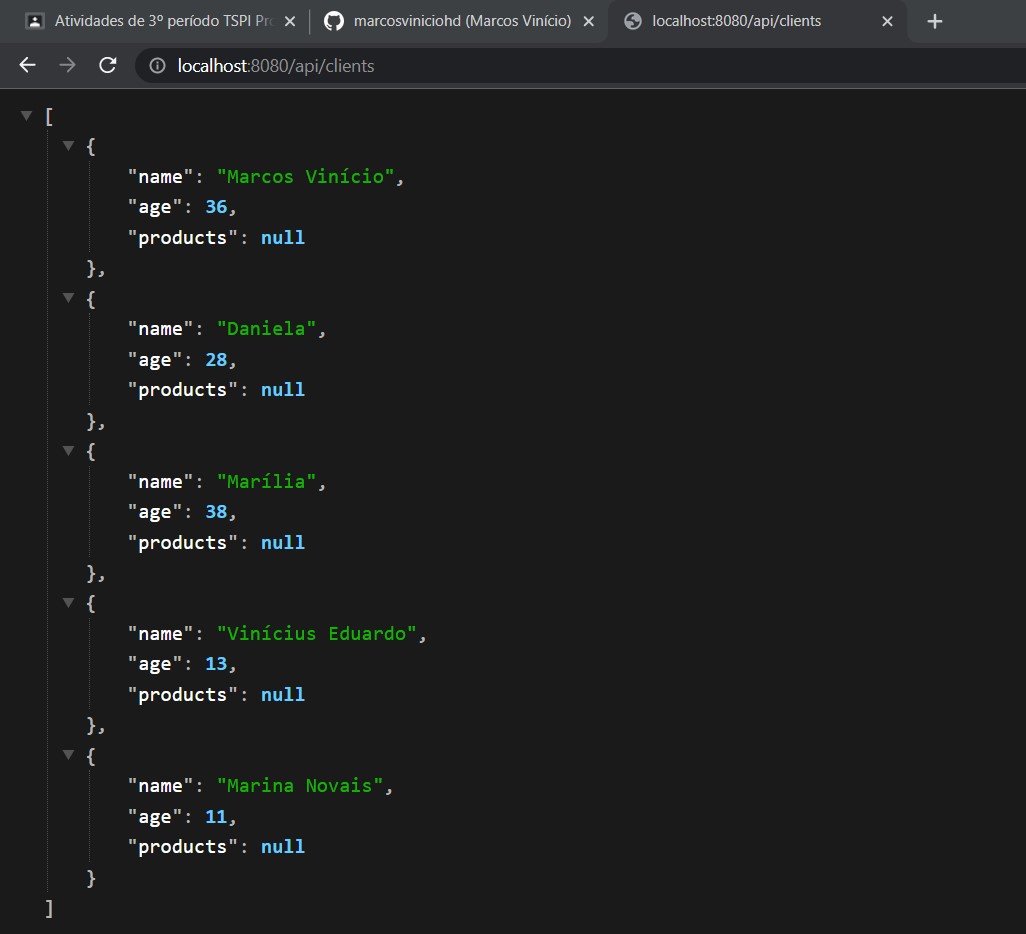 Atividades de 3º período TSPI Pro
marcosviniciohd (Marcos Vinício)
localhost:8080/api/clients
localhost:8080/api/clients
[
{
"name": "Marcos Vinício",
"age": 36,
"products": null
},
{
"name": "Daniela",
"age": 28,
"products": null
},
{
"name": "Marília",
"age": 38,
"products": null
},
{
"name": "Vinícius Eduardo",
"age": 13,
"products": null
},
{
"name": "Marina Novais",
"age": 11,
"products": null
}
]